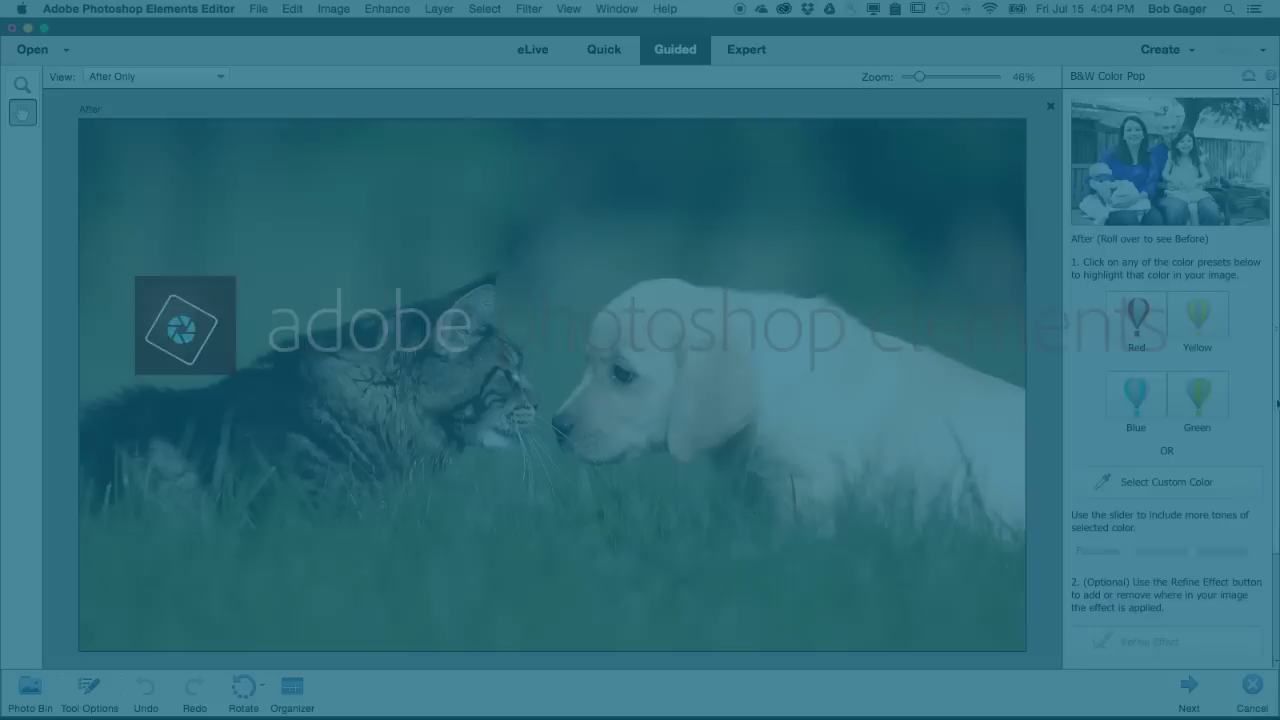 Adobe Photoshop Elements Editor File Edit Image Enhance Layer Select Filter View Window Help Fri Jul 15 4:04 PM Bob Gager
Open eLive Quick Guided Expert Create
View: After Only Zoom: 46% B&W Color Pop
After
After (Roll over to see Before)
1. Click on any of the color presets below
to highlight that color in your image.
adobe photoshop elements
Red Yellow
Blue Green
OR
Select Custom Color
Use the slider to include more tones of
selected color.
Fuzziness
2. (Optional) Use the Refine Effect button
to add or remove where in your image
the effect is applied.
Refine Effect
Photo Bin Tool Options Undo Redo Rotate Organizer Next Cancel